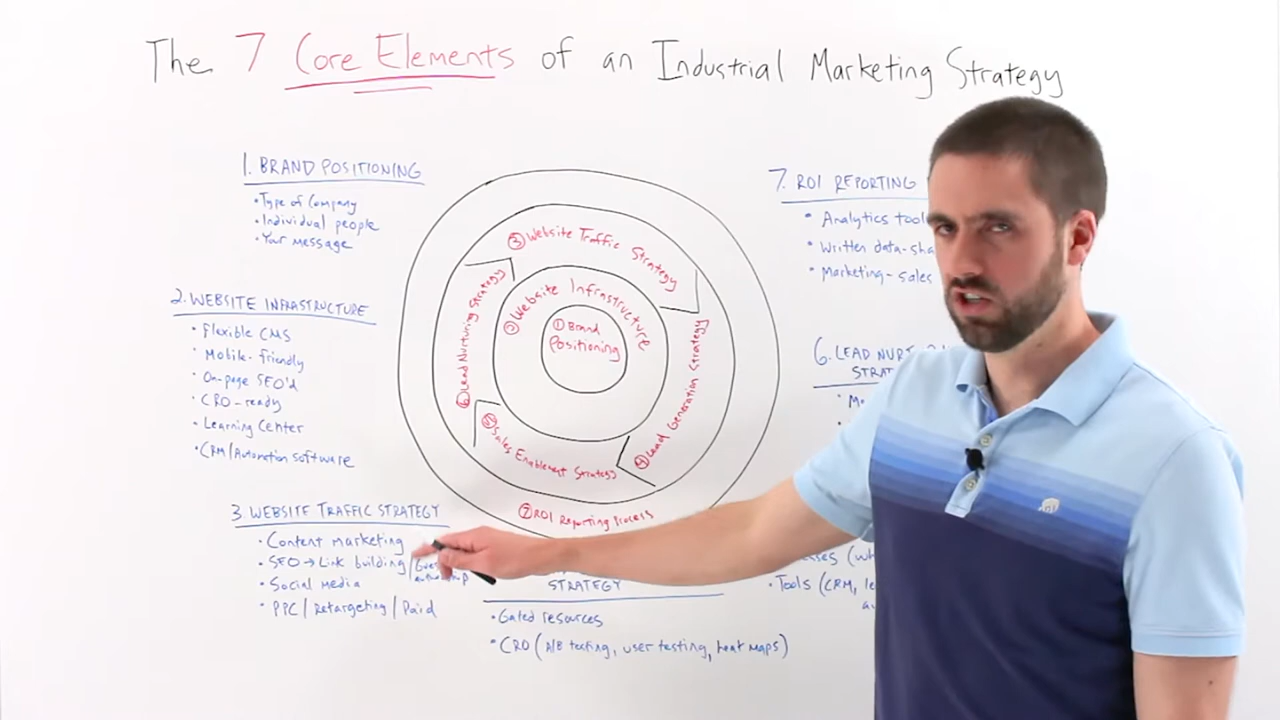 The 7 Core Elements of an Industrial Marketing Strategy
1. BRAND POSITIONING
• Type of Company
• Individual people
• Your message
2. WEBSITE INFRASTRUCTURE
• Flexible CMS
• Mobile-friendly
• On-page SEO'd
• CRO-ready
• Learning Center
• CRM/Automation software
3. WEBSITE TRAFFIC STRATEGY
• Content marketing
• SEO → Link building /
• Social media
• PPC/retargeting/Paid
③ Website Traffic Strategy
② Website Infrastructure
① Brand
Positioning
⑥ Lead Nurturing Strategy
④ Lead Generation Strategy
⑤ Sales Enablement Strategy
⑦ ROI Reporting Process
STRATEGY
• Gated resources
• CRO (A/B testing, user testing, heat maps)
7. ROI REPORTING
• Analytics
• Written
• Marketing-sales
6. LEAD
• Tools (CRM,